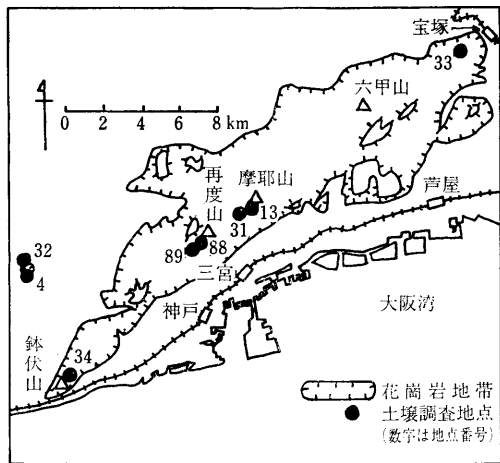 宝塚
33
六甲山
0 2 4 6 8 km
再度山
摩耶山
芦屋
13
31
88
89
三宮
32
4
神戸
大阪湾
鉢伏山
34
花崗岩地帯
土壌調査地点
(数字は地点番号)